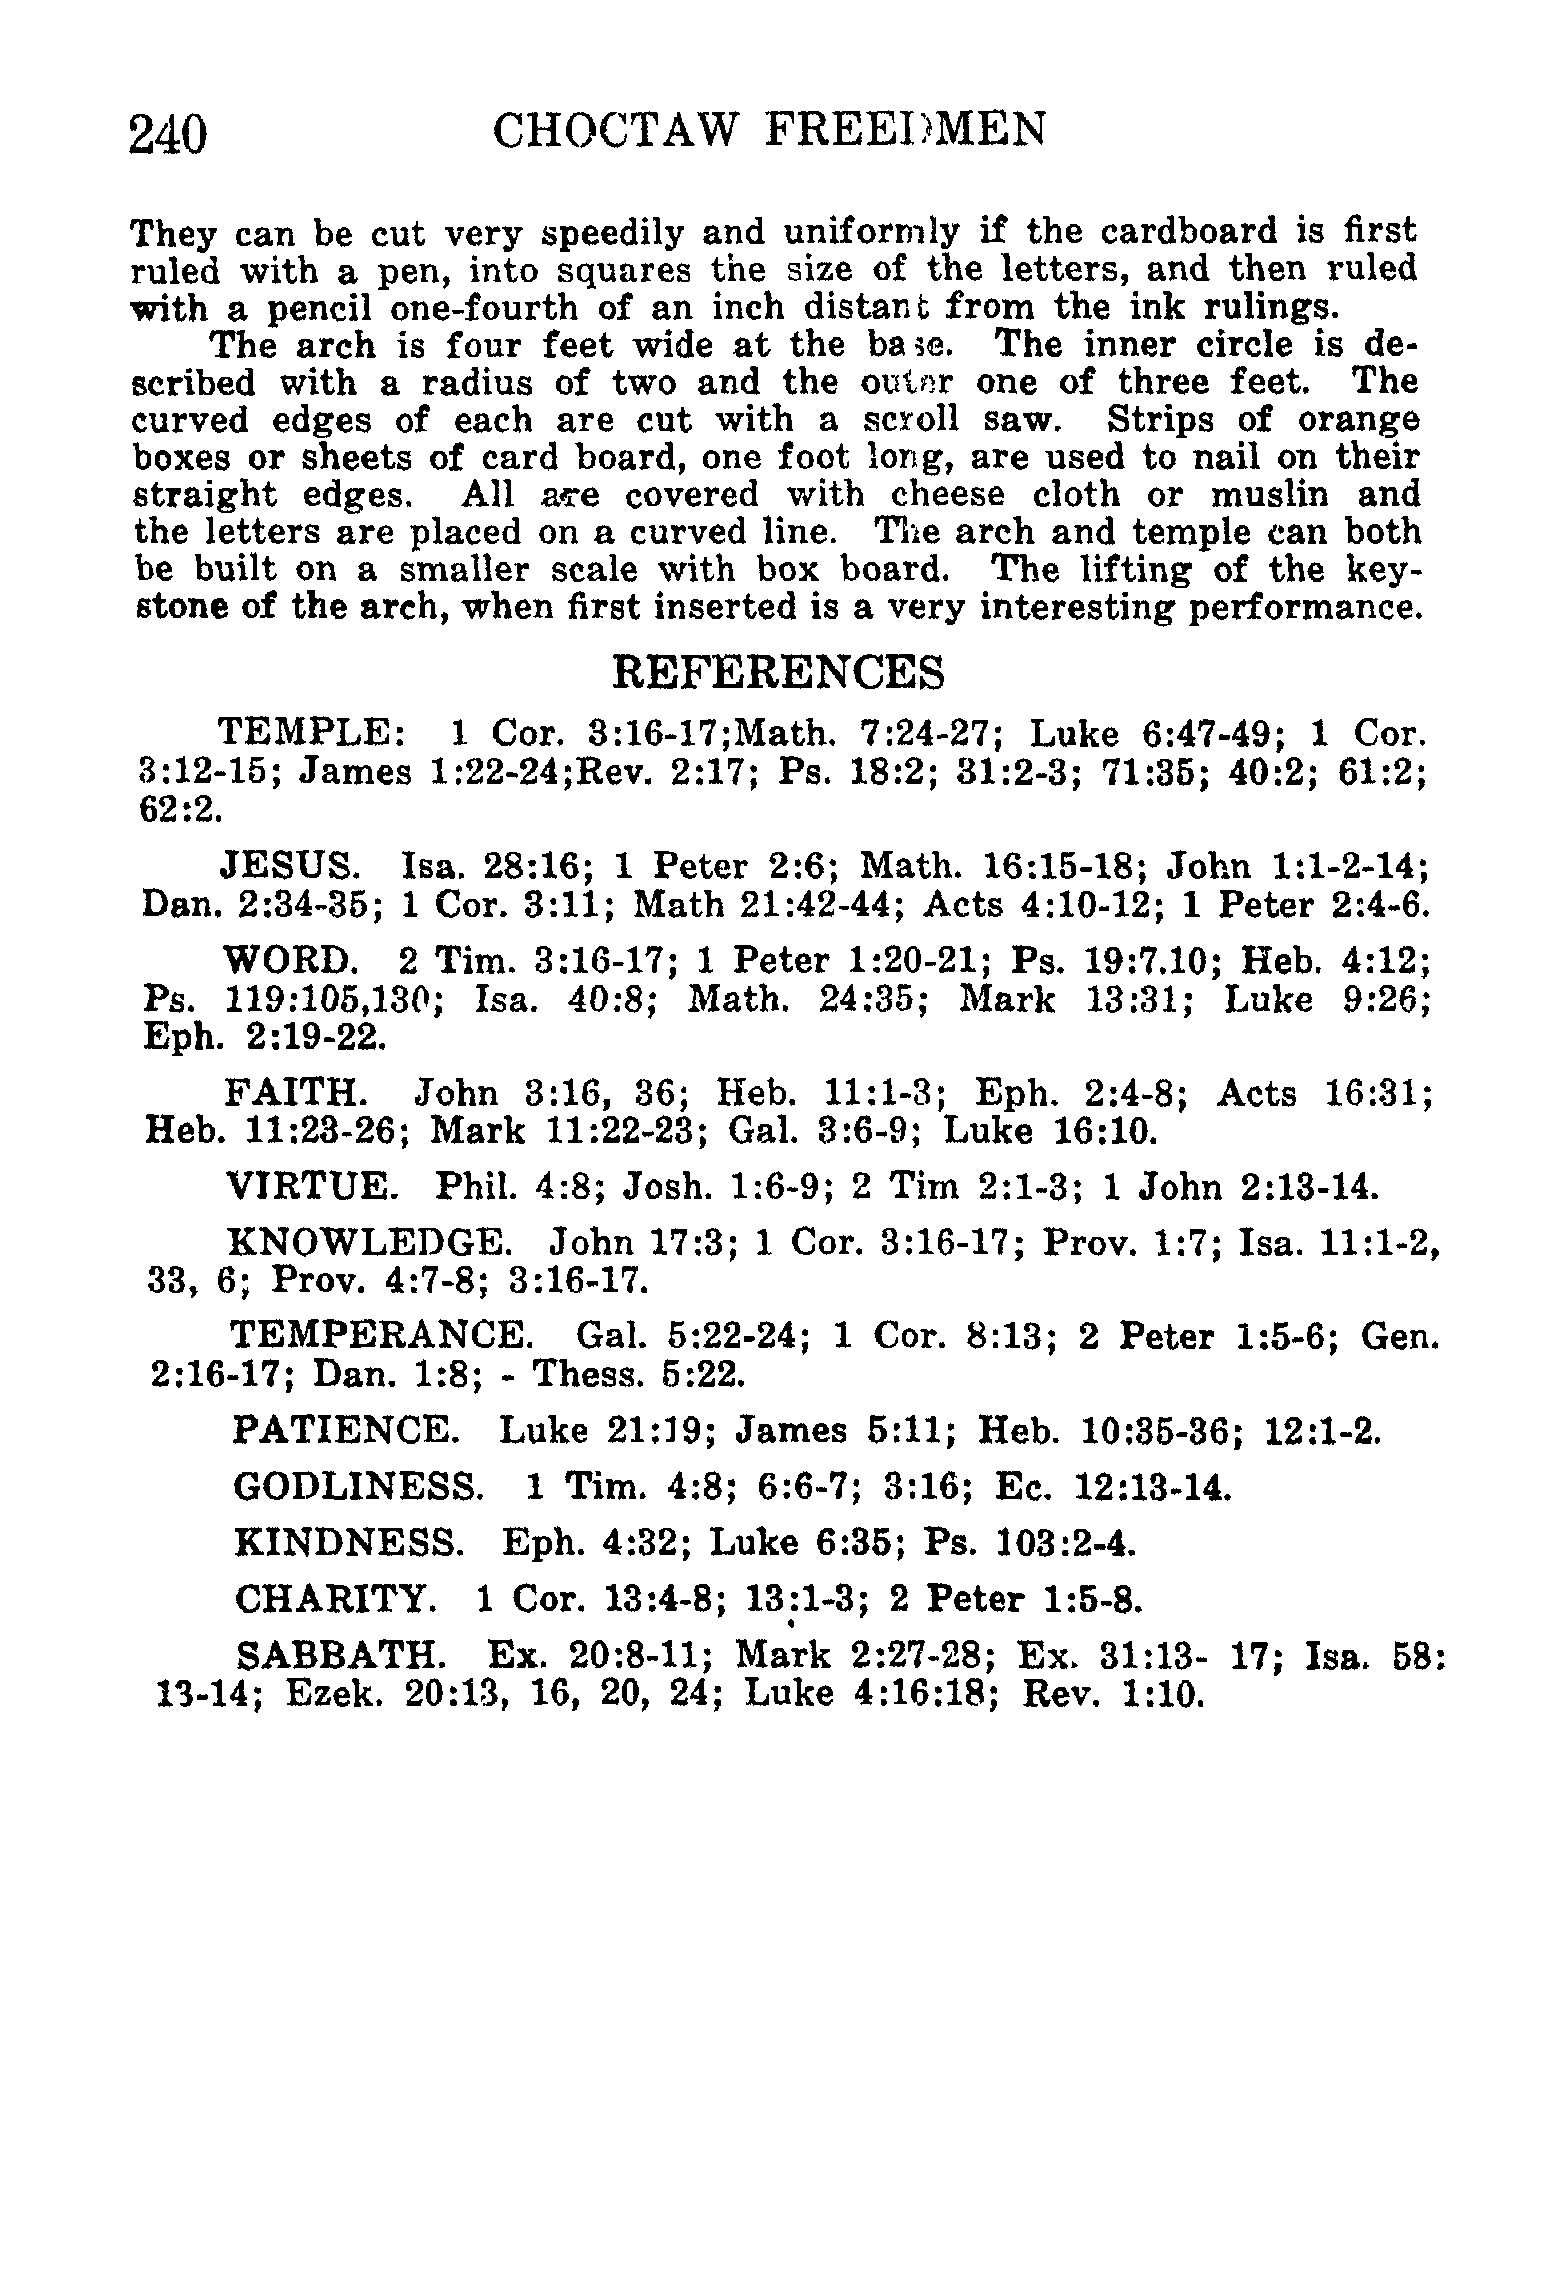 240 CHOCTAW FREEDMEN
They can be cut very speedily and uniformly if the cardboard is first
ruled with a pen, into squares the size of the letters, and then ruled
with a pencil one-fourth of an inch distant from the ink rulings.
The arch is four feet wide at the base. The inner circle is de-
scribed with a radius of two and the outer one of three feet. The
curved edges of each are cut with a scroll saw. Strips of orange
boxes or sheets of card board, one foot long, are used to nail on their
straight edges. All are covered with cheese cloth or muslin and
the letters are placed on a curved line. The arch and temple can both
be built on a smaller scale with box board. The lifting of the key-
stone of the arch, when first inserted is a very interesting performance.
REFERENCES
TEMPLE: 1 Cor. 3:16-17;Math. 7:24-27; Luke 6:47-49; 1 Cor.
3:12-15; James 1:22-24;Rev. 2:17; Ps. 18:2; 31:2-3; 71:35; 40:2; 61:2;
62:2.
JESUS. Isa. 28:16; 1 Peter 2:6; Math. 16:15-18; John 1:1-2-14;
Dan. 2:34-35; 1 Cor. 3:11; Math 21:42-44; Acts 4:10-12; 1 Peter 2:4-6.
WORD. 2 Tim. 3:16-17; 1 Peter 1:20-21; Ps. 19:7.10; Heb. 4:12;
Ps. 119:105,130; Isa. 40:8; Math. 24:35; Mark 13:31; Luke 9:26;
Eph. 2:19-22.
FAITH. John 3:16, 36; Heb. 11:1-3; Eph. 2:4-8; Acts 16:31;
Heb. 11:23-26; Mark 11:22-23; Gal. 3:6-9; Luke 16:10.
VIRTUE. Phil. 4:8; Josh. 1:6-9; 2 Tim 2:1-3; 1 John 2:13-14.
KNOWLEDGE. John 17:3; 1 Cor. 3:16-17; Prov. 1:7; Isa. 11:1-2,
33, 6; Prov. 4:7-8; 3:16-17.
TEMPERANCE. Gal. 5:22-24; 1 Cor. 8:13; 2 Peter 1:5-6; Gen.
2:16-17; Dan. 1:8; - Thess. 5:22.
PATIENCE. Luke 21:19; James 5:11; Heb. 10:35-36; 12:1-2.
GODLINESS. 1 Tim. 4:8; 6:6-7; 3:16; Ec. 12:13-14.
KINDNESS. Eph. 4:32; Luke 6:35; Ps. 103:2-4.
CHARITY. 1 Cor. 13:4-8; 13:1-3; 2 Peter 1:5-8.
SABBATH. Ex. 20:8-11; Mark 2:27-28; Ex. 31:13- 17; Isa. 58:
13-14; Ezek. 20:13, 16, 20, 24; Luke 4:16:18; Rev. 1:10.